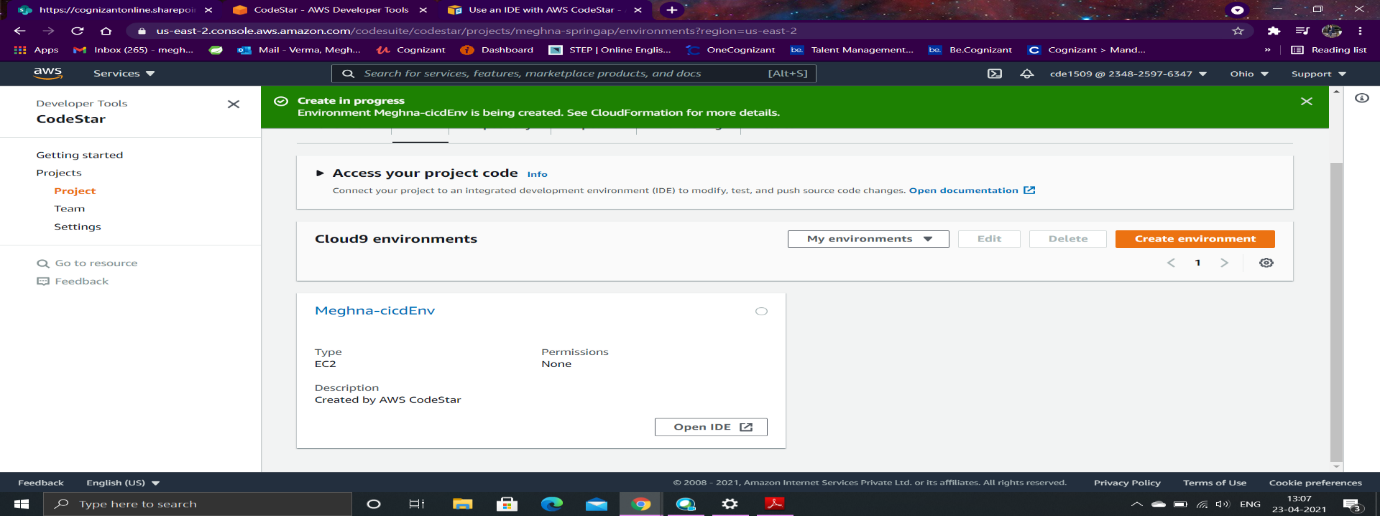 https://cognizantonline.sharepoi
CodeStar - AWS Developer Tools
Use an IDE with AWS CodeStar -
us-east-2.console.aws.amazon.com/codesuite/codestar/projects/meghna-springap/environments?region=us-east-2
Apps
Inbox (265) - megh...
Mail - Verma, Megh...
Cognizant
Dashboard
STEP | Online Englis...
OneCognizant
Talent Management...
Be.Cognizant
Cognizant > Mand...
»
Reading list
aws
Services
Search for services, features, marketplace products, and docs
[Alt+S]
cde1509 @ 2348-2597-6347
Ohio
Support
Developer Tools
CodeStar
Getting started
Projects
Project
Team
Settings
Go to resource
Feedback
Create in progress
Environment Meghna-cicdEnv is being created. See CloudFormation for more details.
Access your project code Info
Connect your project to an integrated development environment (IDE) to modify, test, and push source code changes. Open documentation
Cloud9 environments
My environments
Edit
Delete
Create environment
< 1 >
Meghna-cicdEnv
Type
EC2
Permissions
None
Description
Created by AWS CodeStar
Open IDE
Feedback
English (US)
© 2008 - 2021, Amazon Internet Services Private Ltd. or its affiliates. All rights reserved.
Privacy Policy
Terms of Use
Cookie preferences
Type here to search
ENG
13:07
23-04-2021
3